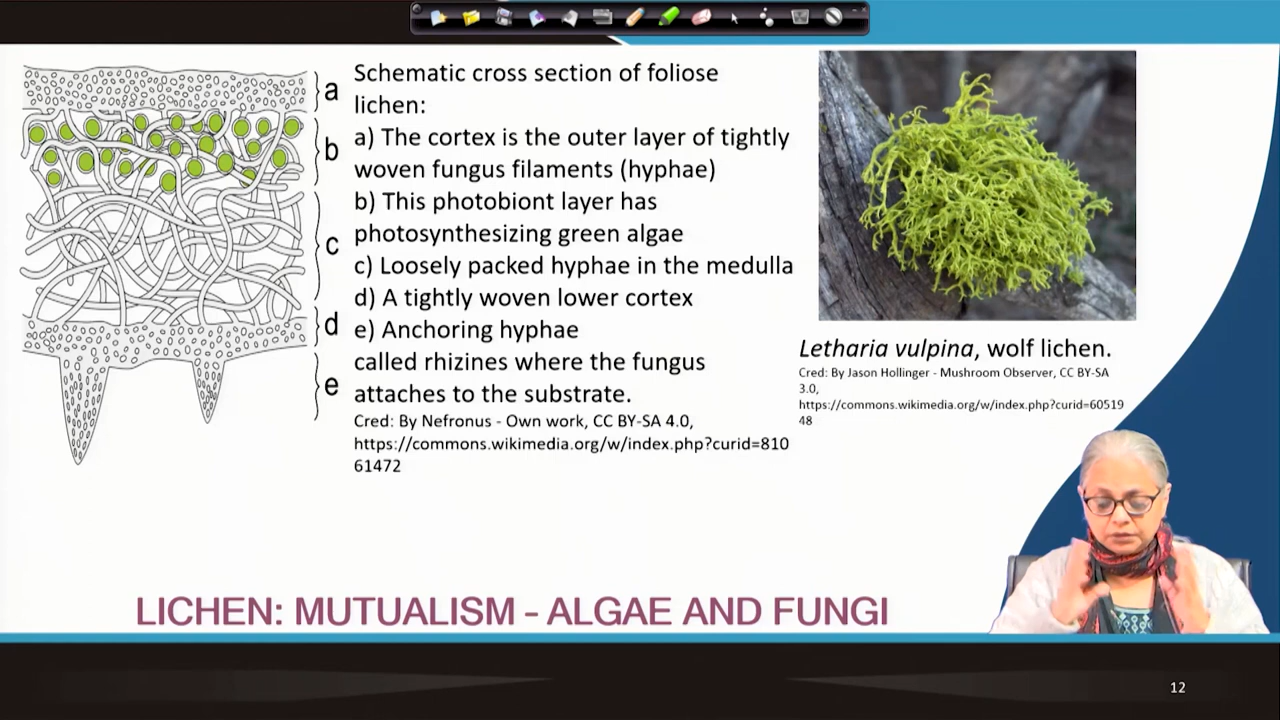 a
b
c
d
e
Schematic cross section of foliose
lichen:
a) The cortex is the outer layer of tightly
woven fungus filaments (hyphae)
b) This photobiont layer has
photosynthesizing green algae
c) Loosely packed hyphae in the medulla
d) A tightly woven lower cortex
e) Anchoring hyphae
called rhizines where the fungus
attaches to the substrate.
Cred: By Nefronus - Own work, CC BY-SA 4.0,
https://commons.wikimedia.org/w/index.php?curid=810
61472
Letharia vulpina, wolf lichen.
Cred: By Jason Hollinger - Mushroom Observer, CC BY-SA
3.0,
https://commons.wikimedia.org/w/index.php?curid=60519
48
LICHEN: MUTUALISM – ALGAE AND FUNGI
12